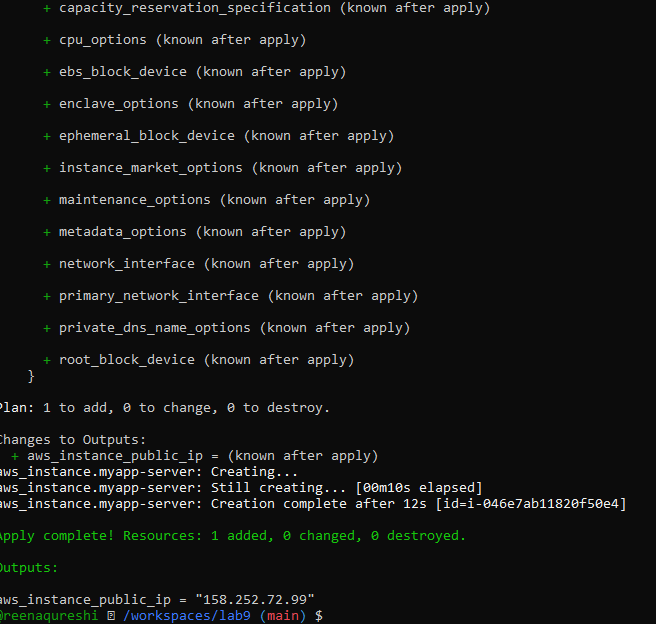 + capacity_reservation_specification (known after apply)
+ cpu_options (known after apply)
+ ebs_block_device (known after apply)
+ enclave_options (known after apply)
+ ephemeral_block_device (known after apply)
+ instance_market_options (known after apply)
+ maintenance_options (known after apply)
+ metadata_options (known after apply)
+ network_interface (known after apply)
+ primary_network_interface (known after apply)
+ private_dns_name_options (known after apply)
+ root_block_device (known after apply)
}
Plan: 1 to add, 0 to change, 0 to destroy.
Changes to Outputs:
+ aws_instance_public_ip = (known after apply)
aws_instance.myapp-server: Creating...
aws_instance.myapp-server: Still creating... [00m10s elapsed]
aws_instance.myapp-server: Creation complete after 12s [id=i-046e7ab11820f50e4]
Apply complete! Resources: 1 added, 0 changed, 0 destroyed.
Outputs:
aws_instance_public_ip = "158.252.72.99"
@reenaqureshi /workspaces/lab9 (main) $